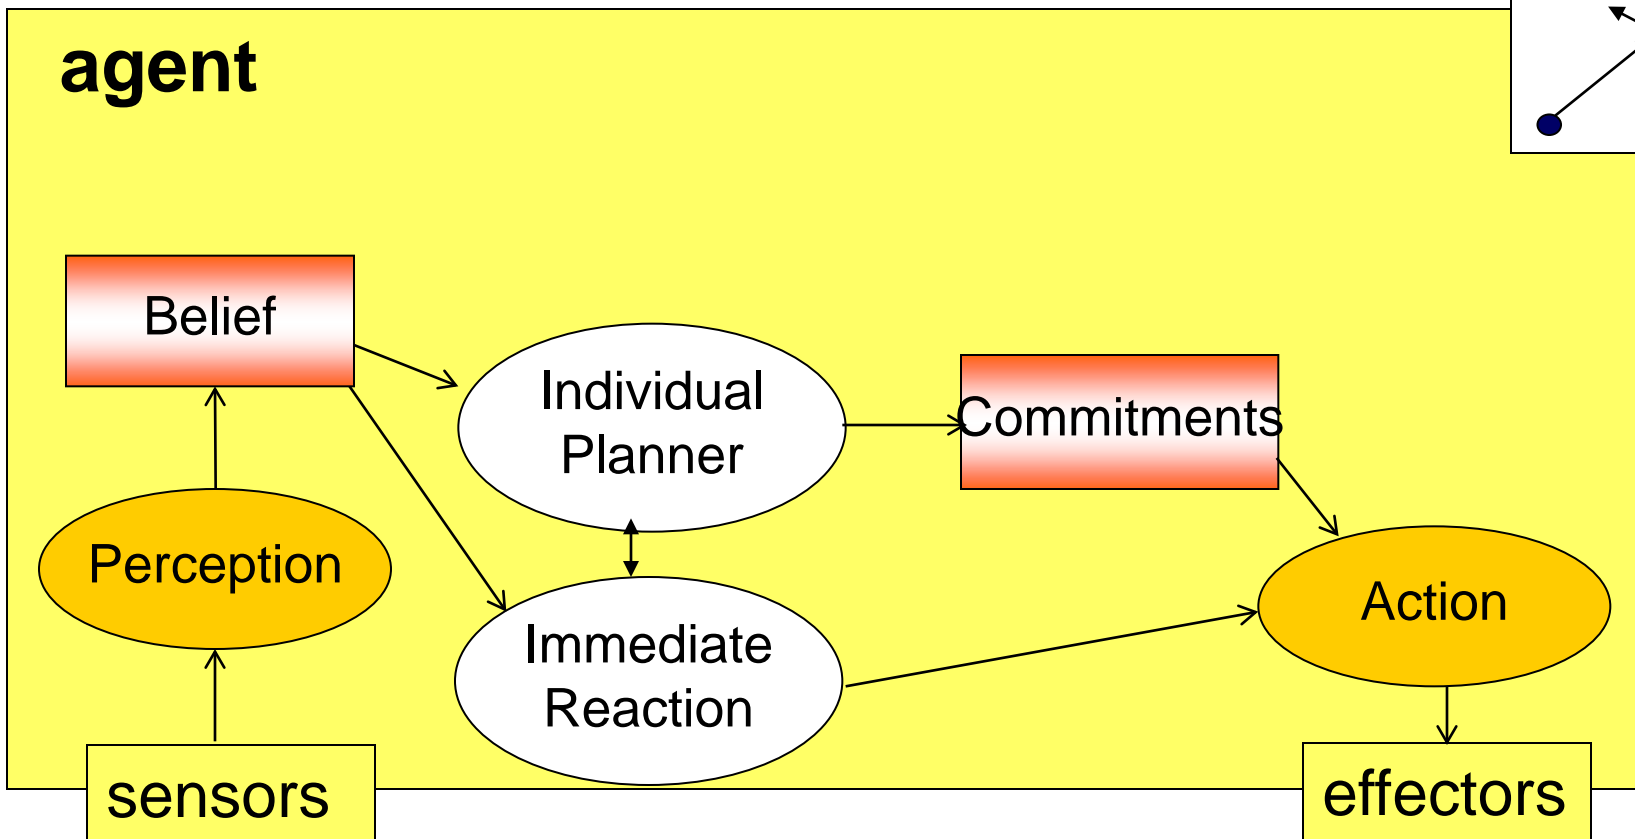 agent
Belief
Individual
Planner
Commitments
Perception
Action
Immediate
Reaction
sensors
effectors